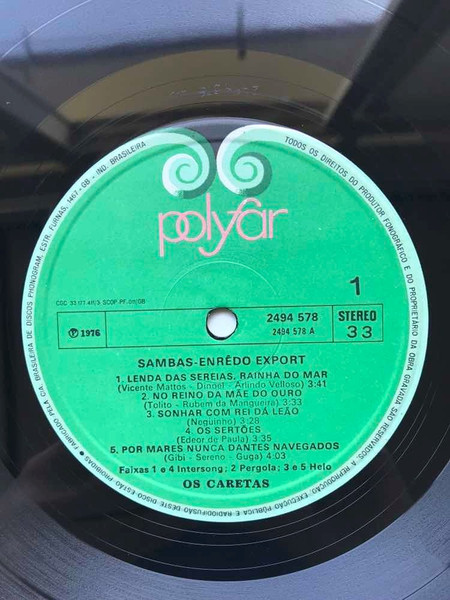 polyfar
1
CGC 33.
2494 578
STEREO
℗ 1976
2494 578 A
33
SAMBAS-ENRÊDO EXPORT
1. LENDA DAS SEREIAS, RAINHA DO MAR
(Vicente Mattos - Dinoel - Arlindo Velloso) 3:41
2. NO REINO DA MÃE DO OURO
(Tolito - Rubem da Mangueira) 3:33
3. SONHAR COM REI DÁ LEÃO
(Neguinho) 3:28
4. OS SERTÕES
(Edeor de Paula) 3.35
5. POR MARES NUNCA DANTES NAVEGADOS
(Gibi - Sereno - Guga) 4:03
Faixas 1 e 4 Intersong; 2 Pergola; 3 e 5 Helo
OS CARETAS
FABRICADO PELA CIA. BRASILEIRA DE DISCOS PHONOGRAM, ESTR. FURNAS, 1467 - GB - IND. BRASILEIRA
TODOS OS DIREITOS DO PRODUTOR FONOGRÁFICO E DO PROPRIETÁRIO DA OBRA GRAVADA SÃO RESERVADOS. A REPRODUÇÃO, EXECUÇÃO PÚBLICA E RADIODIFUSÃO DESTE DISCO ESTÃO PROIBIDAS